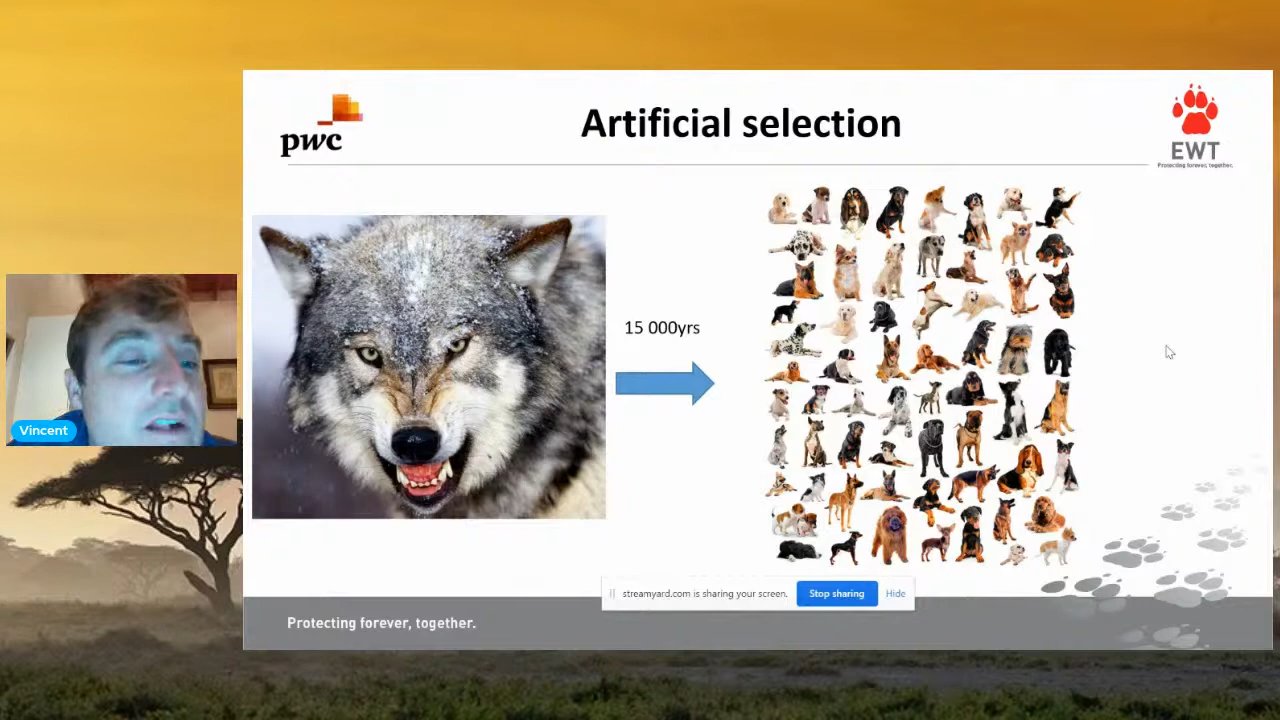 pwc
Artificial selection
EWT
Protecting forever, together.
15 000yrs
Vincent
streamyard.com is sharing your screen.
Stop sharing
Hide
Protecting forever, together.